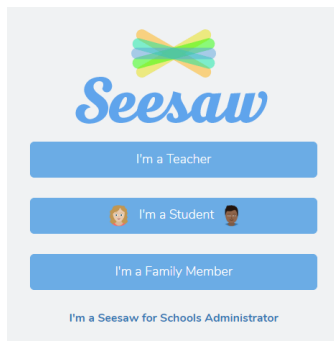 Seesaw
I'm a Teacher
I'm a Student
I'm a Family Member
I'm a Seesaw for Schools Administrator